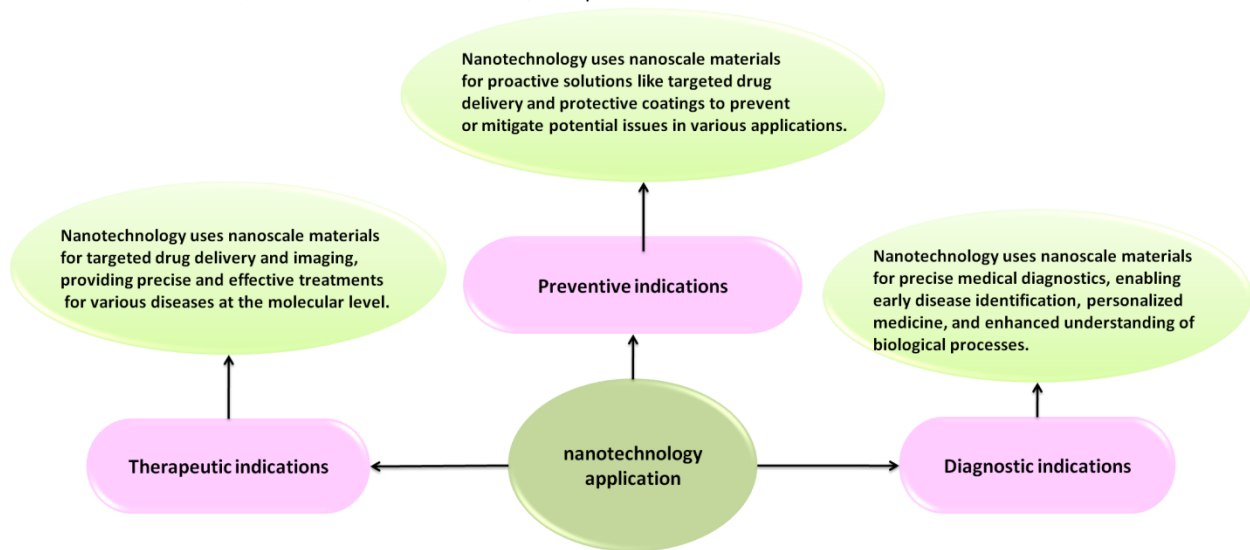 Nanotechnology uses nanoscale materials
for proactive solutions like targeted drug
delivery and protective coatings to prevent
or mitigate potential issues in various applications.
Nanotechnology uses nanoscale materials
for targeted drug delivery and imaging,
providing precise and effective treatments
for various diseases at the molecular level.
Preventive indications
Nanotechnology uses nanoscale materials
for precise medical diagnostics, enabling
early disease identification, personalized
medicine, and enhanced understanding of
biological processes.
Therapeutic indications
nanotechnology
application
Diagnostic indications